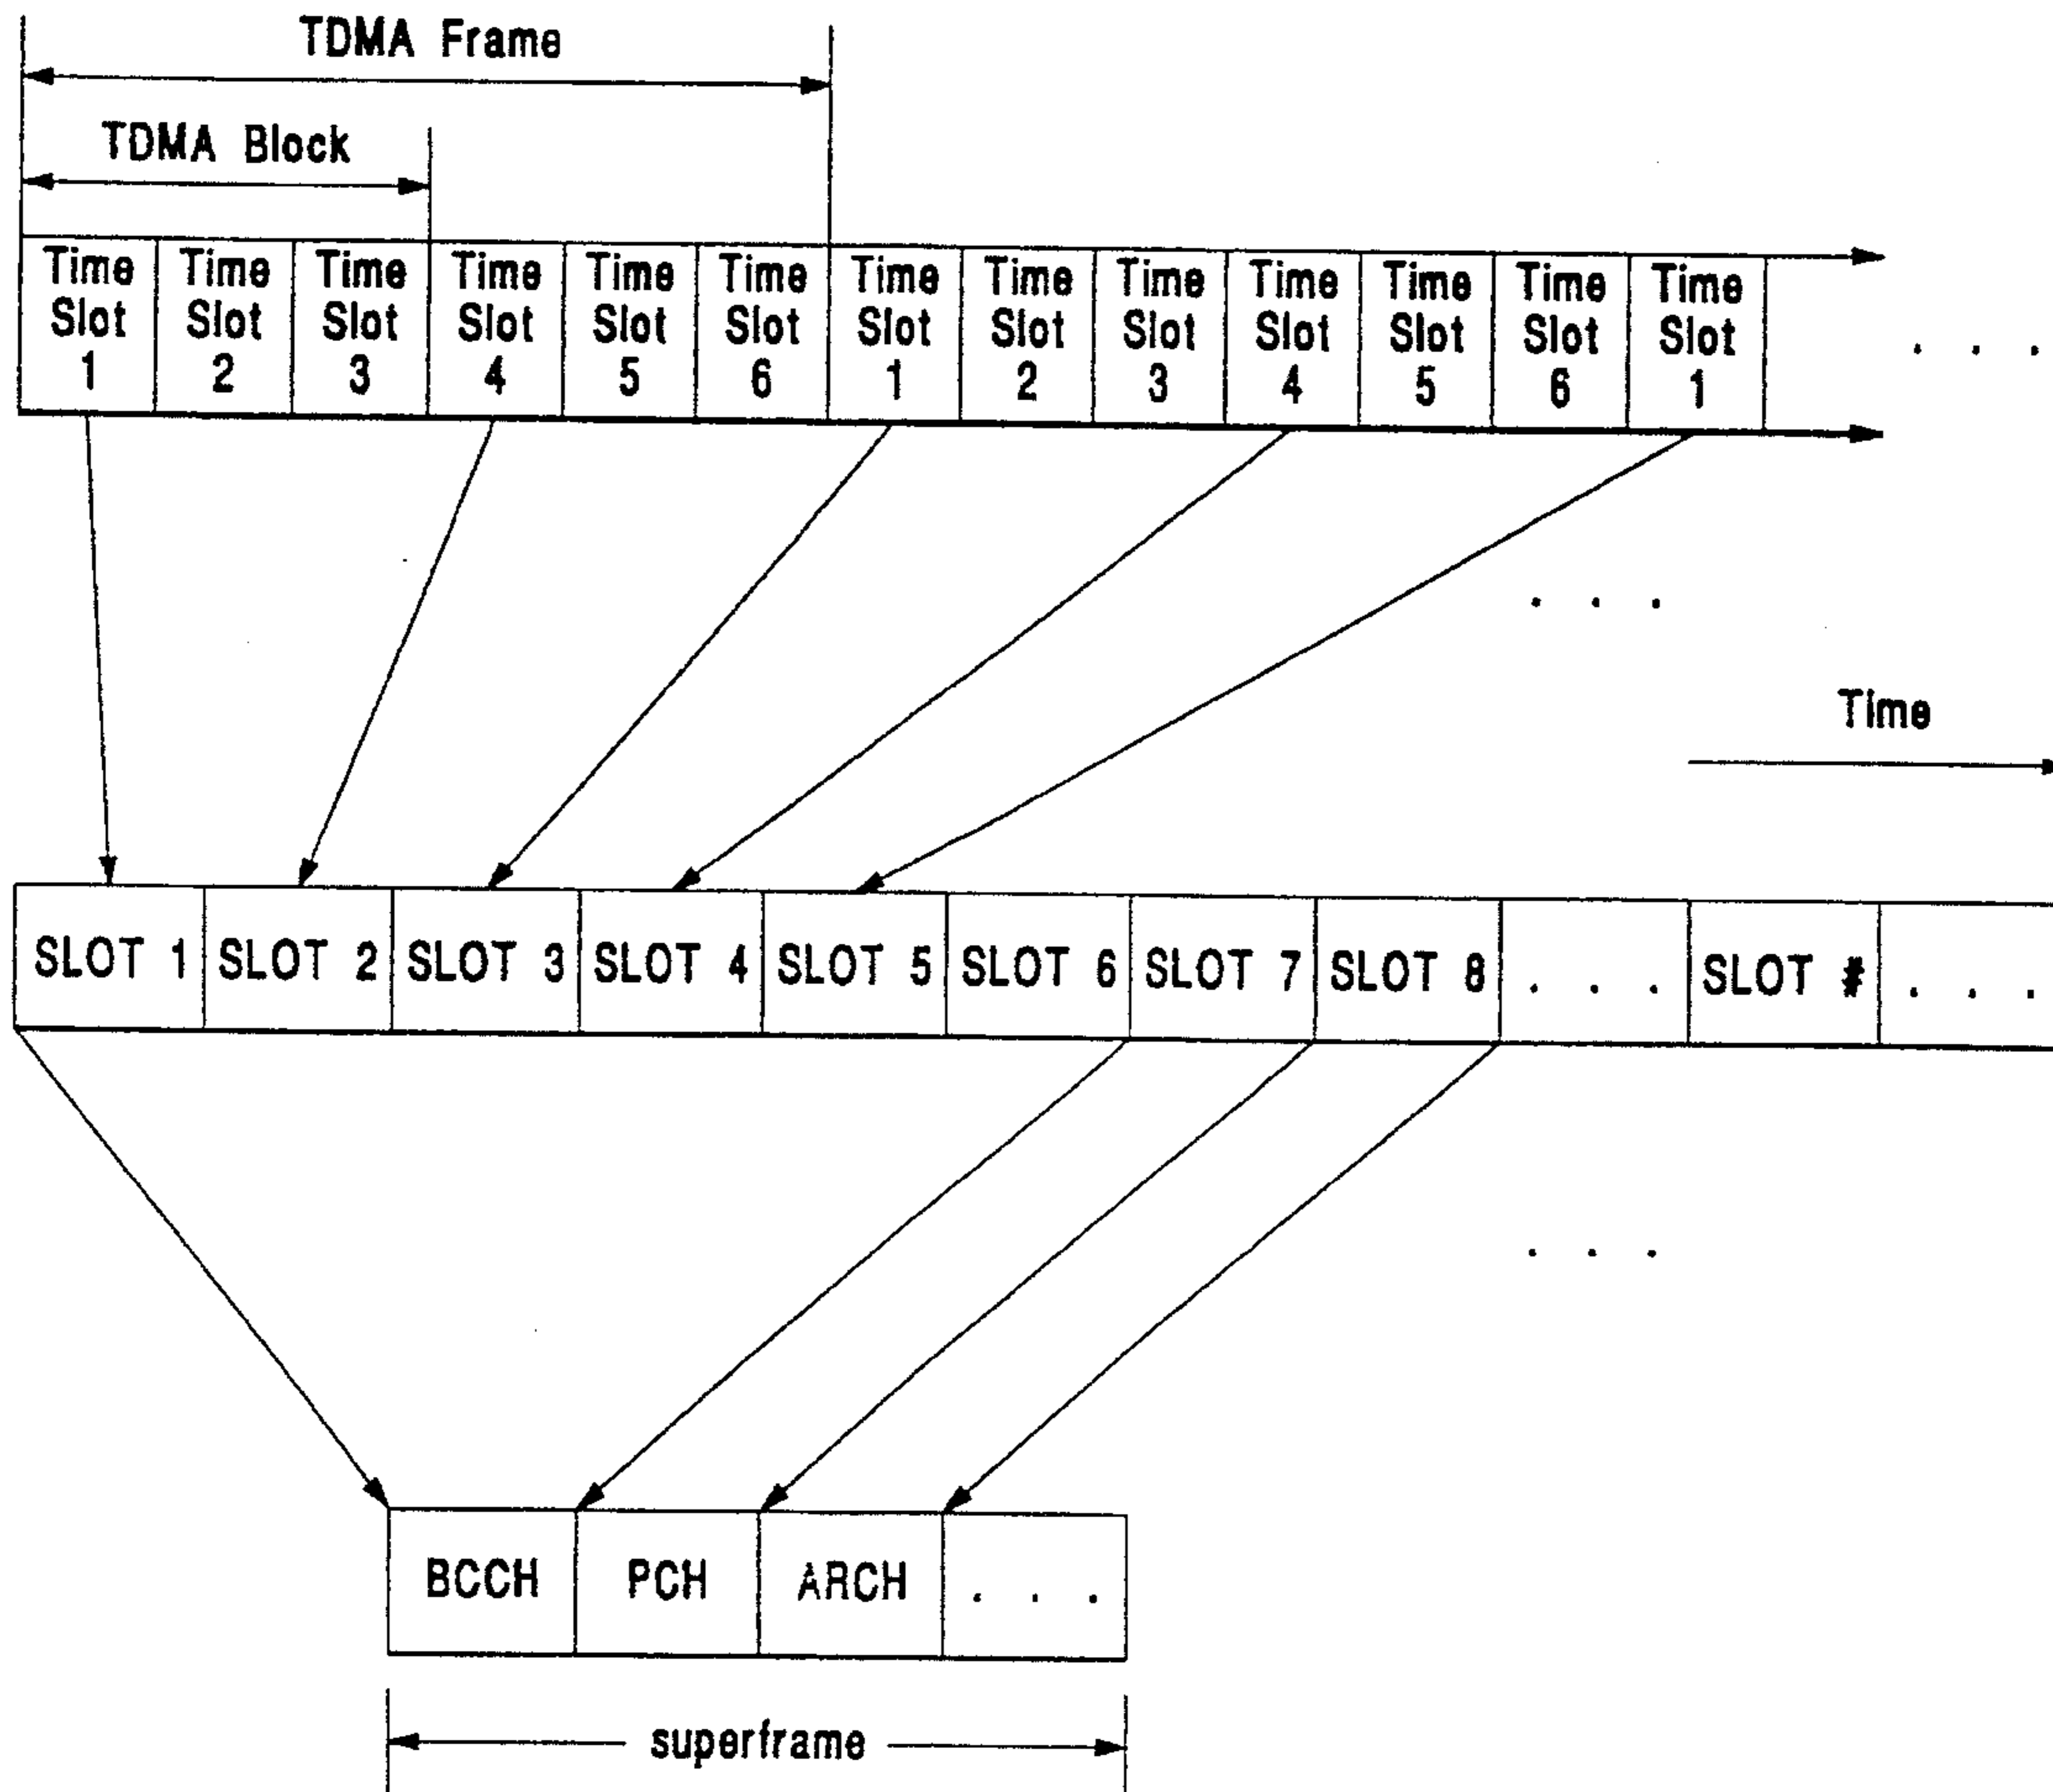 TDMA Frame
TDMA Block
Time Slot 1
Time Slot 2
Time Slot 3
Time Slot 4
Time Slot 5
Time Slot 6
Time Slot 1
Time Slot 2
Time Slot 3
Time Slot 4
Time Slot 5
Time Slot 6
Time Slot 1
. . .
. . .
Time
SLOT 1
SLOT 2
SLOT 3
SLOT 4
SLOT 5
SLOT 6
SLOT 7
SLOT 8
. . .
SLOT #
. . .
. . .
BCCH
PCH
ARCH
. . .
superframe